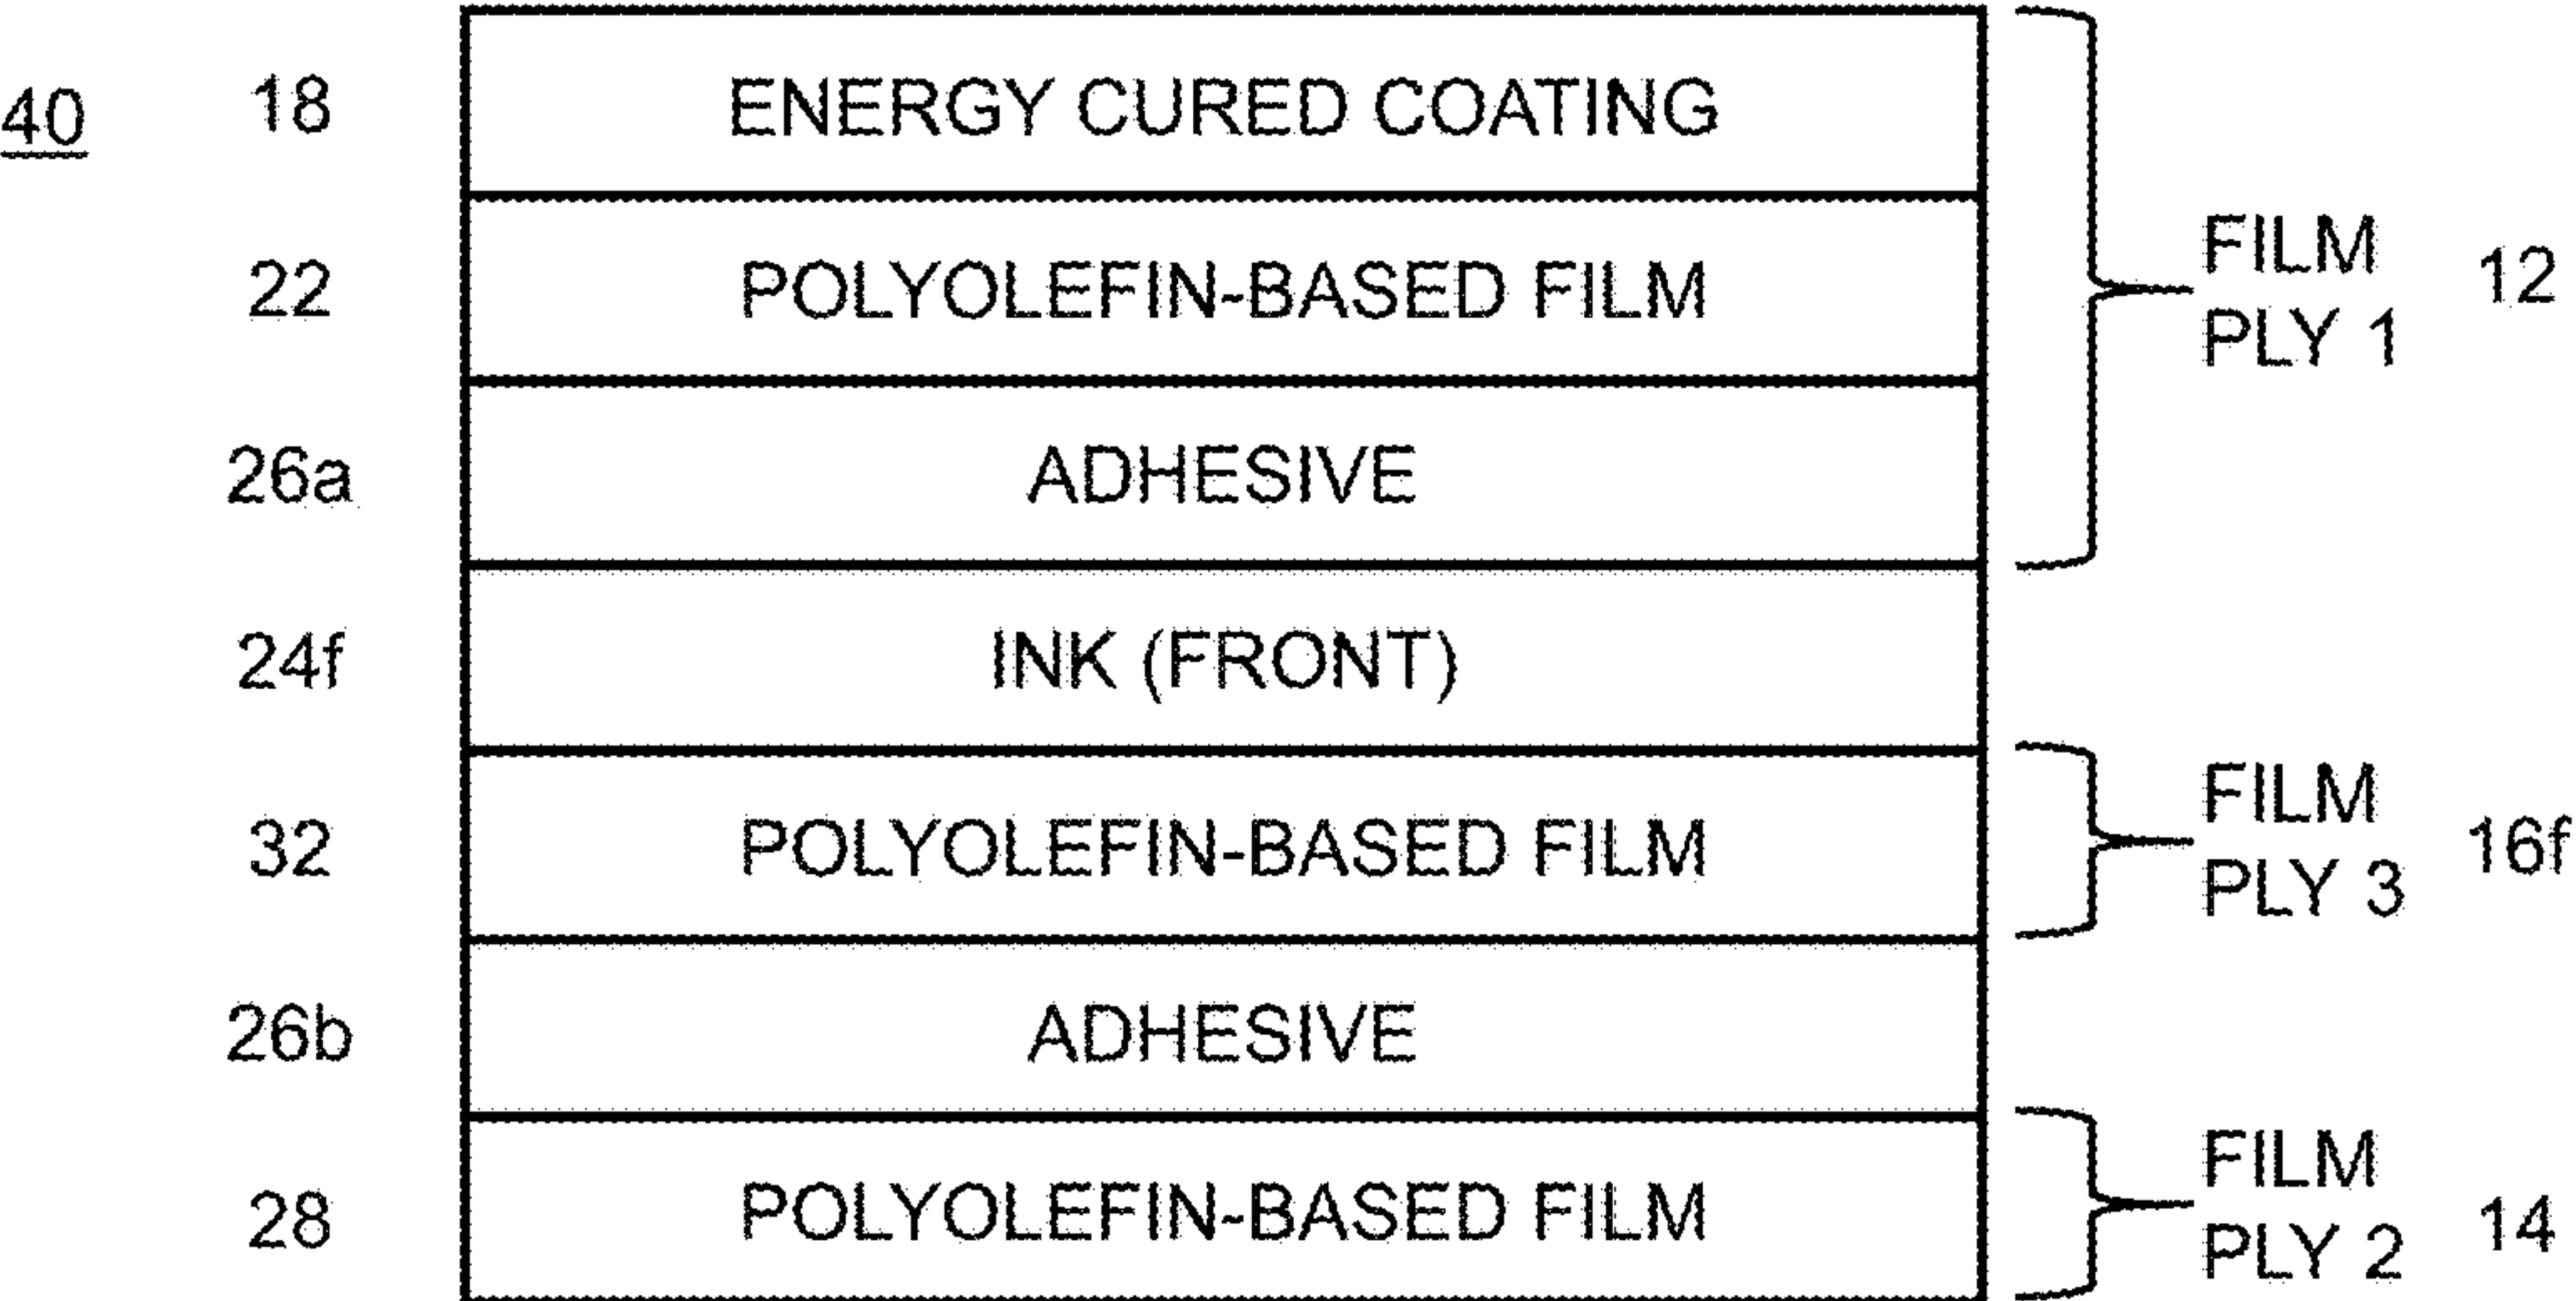 40 18 ENERGY CURED COATING
22 POLYOLEFIN-BASED FILM
FILM
PLY 1
12
26a ADHESIVE
24f INK (FRONT)
32 POLYOLEFIN-BASED FILM
FILM
PLY 3
16f
26b ADHESIVE
28 POLYOLEFIN-BASED FILM
FILM
PLY 2
14